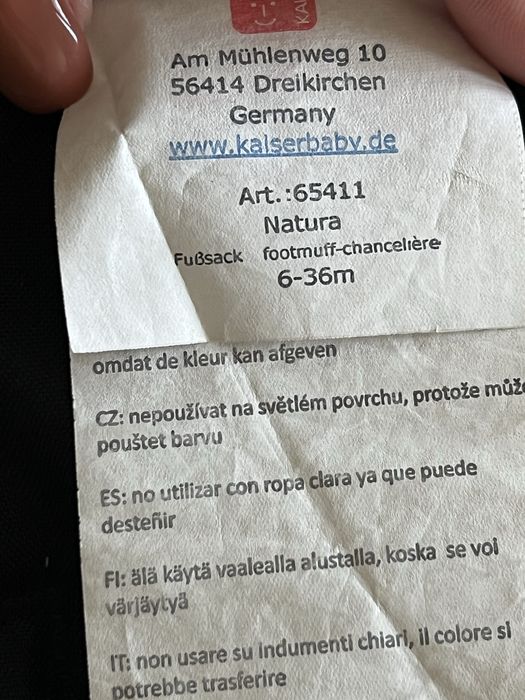 KAI
Am Mühlenweg 10
56414 Dreikirchen
Germany
www.kaiserbaby.de
Art.:65411
Natura
Fußsack footmuff-chancelière
6-36m
omdat de kleur kan afgeven
CZ: nepoužívat na světlém povrchu, protože může
pouštet barvu
ES: no utilizar con ropa clara ya que puede
desteñir
FI: älä käytä vaalealla alustalla, koska se voi
värjäytyä
IT: non usare su indumenti chiari, il colore si
potrebbe trasferire